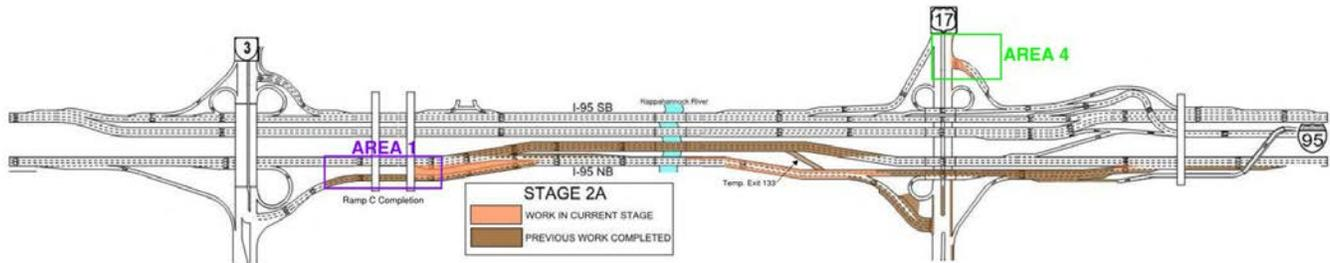 17
3
AREA 4
I-95 SB
Rappahannock River
95
AREA 1
I-95 NB
Temp. Exit 133
Ramp C Completion
STAGE 2A
WORK IN CURRENT STAGE
PREVIOUS WORK COMPLETED